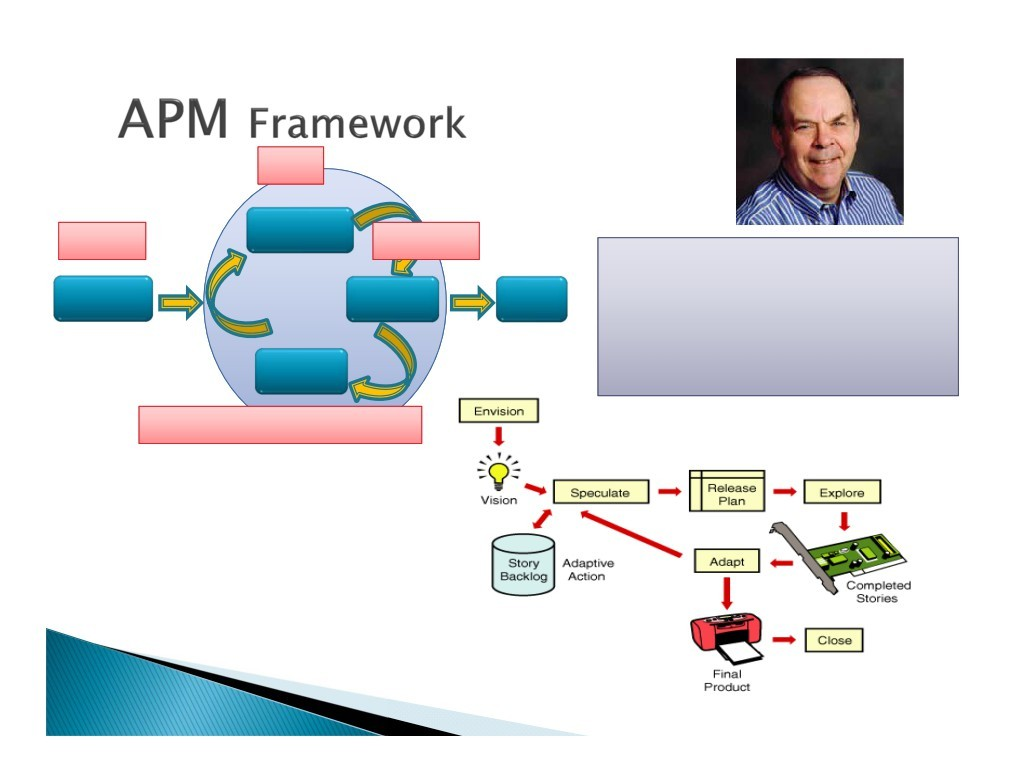 APM Framework
Envision
Vision
Speculate
Release
Plan
Explore
Story
Backlog
Adaptive
Action
Adapt
Completed
Stories
Final
Product
Close